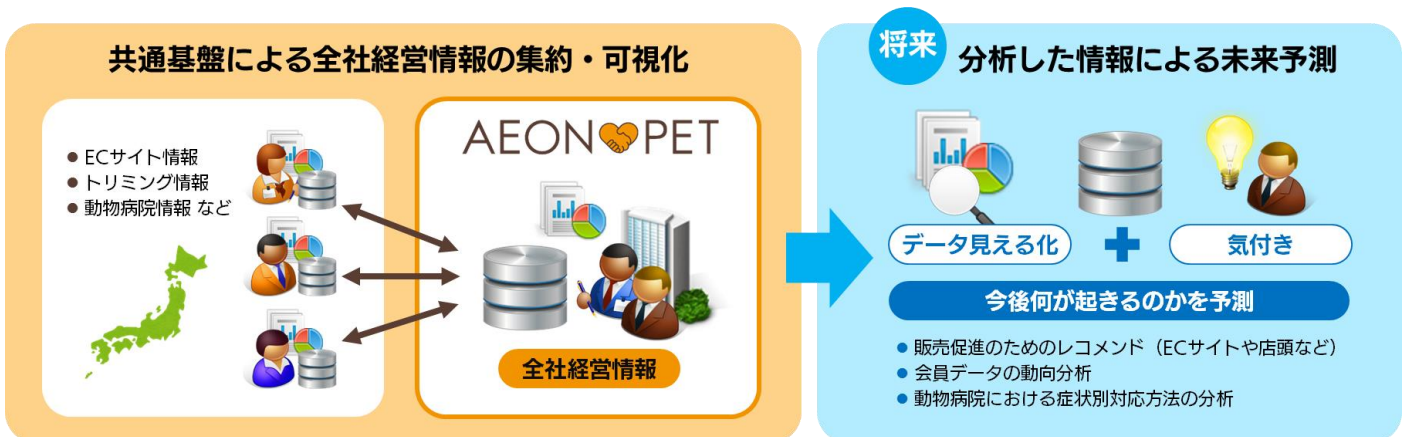 共通基盤による全社経営情報の集約・可視化
● ECサイト情報
● トリミング情報
● 動物病院情報 など
AEON PET
全社経営情報
将来
分析した情報による未来予測
データ見える化
+
気付き
今後何が起きるのかを予測
● 販売促進のためのレコメンド（ECサイトや店頭など）
● 会員データの動向分析
● 動物病院における症状別対応方法の分析